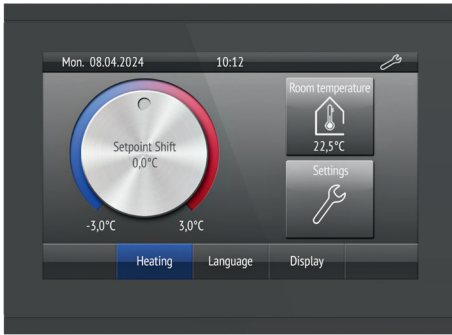 Mon. 08.04.2024 10:12
Room temperature
22,5°C
Setpoint Shift
0,0°C
Settings
-3,0°C 3,0°C
Heating Language Display